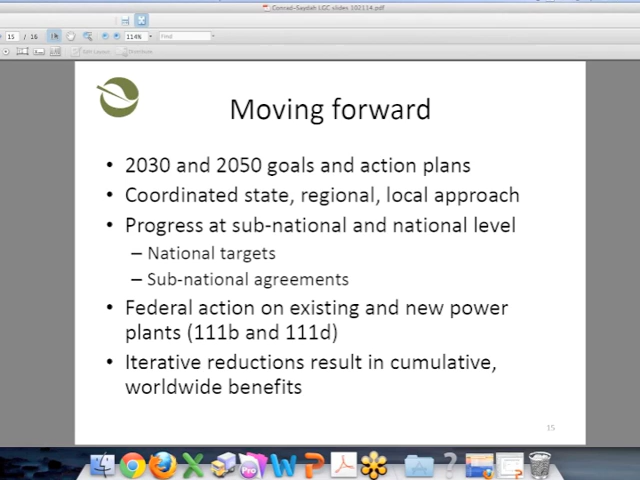 Conrad-Saydah LGC slides 102114.pdf
15 / 16
114%
Find
Moving forward
• 2030 and 2050 goals and action plans
• Coordinated state, regional, local approach
• Progress at sub-national and national level
– National targets
– Sub-national agreements
• Federal action on existing and new power
plants (111b and 111d)
• Iterative reductions result in cumulative,
worldwide benefits
15
Pro